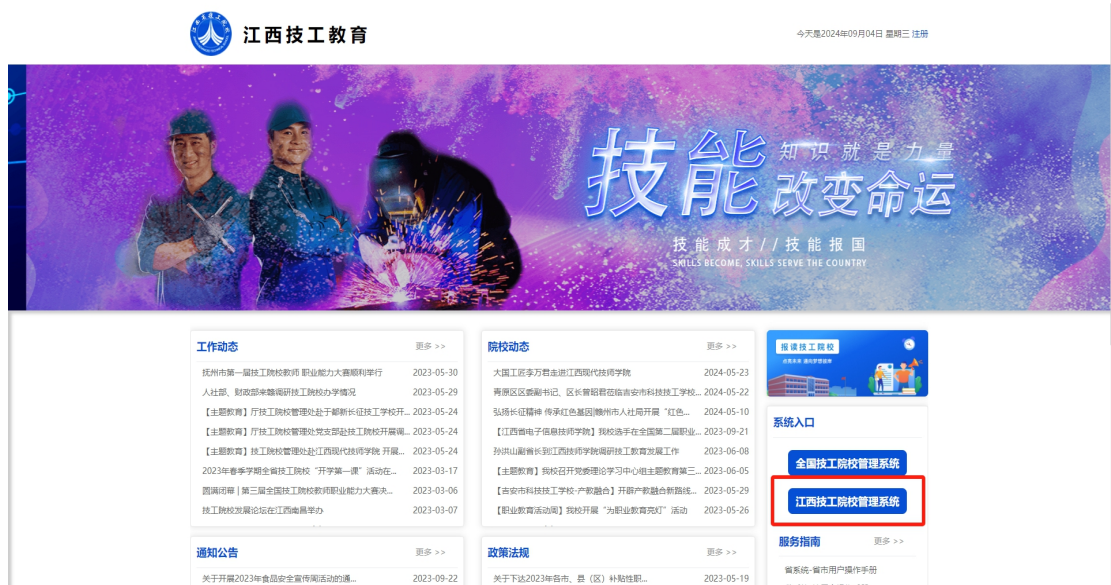 江西技工教育
今天是2024年09月04日 星期三 注册
技能
知识就是力量
改变命运
技能成才//技能报国
SKILLS BECOME, SKILLS SERVE THE COUNTRY
工作动态 更多 >>
抚州市第一届技工院校教师 职业能力大赛顺利举行 2023-05-30
人社部、财政部来赣调研技工院校办学情况 2023-05-29
【主题教育】厅技工院校管理处赴于都新长征技工学校开... 2023-05-24
【主题教育】厅技工院校管理处党支部赴技工院校开展调... 2023-05-24
【主题教育】技工院校管理处赴江西现代技师学院 开展... 2023-05-24
2023年春季学期全省技工院校“开学第一课”活动在... 2023-03-17
圆满闭幕 | 第三届全国技工院校教师职业能力大赛决... 2023-03-06
技工院校发展论坛在江西南昌举办 2023-03-07
院校动态 更多 >>
大国工匠李万君走进江西现代技师学院 2024-05-23
青原区区委副书记、区长曾昭君莅临吉安市科技技工学校... 2024-05-22
弘扬长征精神 传承红色基因|赣州市人社局开展“红色... 2024-05-10
【江西省电子信息技师学院】我校选手在全国第二届职业... 2023-09-21
孙洪山副省长到江西技师学院调研技工教育发展工作 2023-06-08
【主题教育】我校召开党委理论学习中心组主题教育第三... 2023-06-05
【吉安市科技技工学校-产教融合】开辟产教融合新路线... 2023-05-29
【职业教育活动周】我校开展“为职业教育亮灯”活动 2023-05-26
报读技工院校
点亮未来 通向梦想彼岸
系统入口
全国技工院校管理系统
江西技工院校管理系统
服务指南 更多 >>
省系统-省市用户操作手册
通知公告 更多 >>
关于开展2023年食品安全宣传周活动的通... 2023-09-22
政策法规 更多 >>
关于下达2023年各市、县（区）补贴性职... 2023-05-19